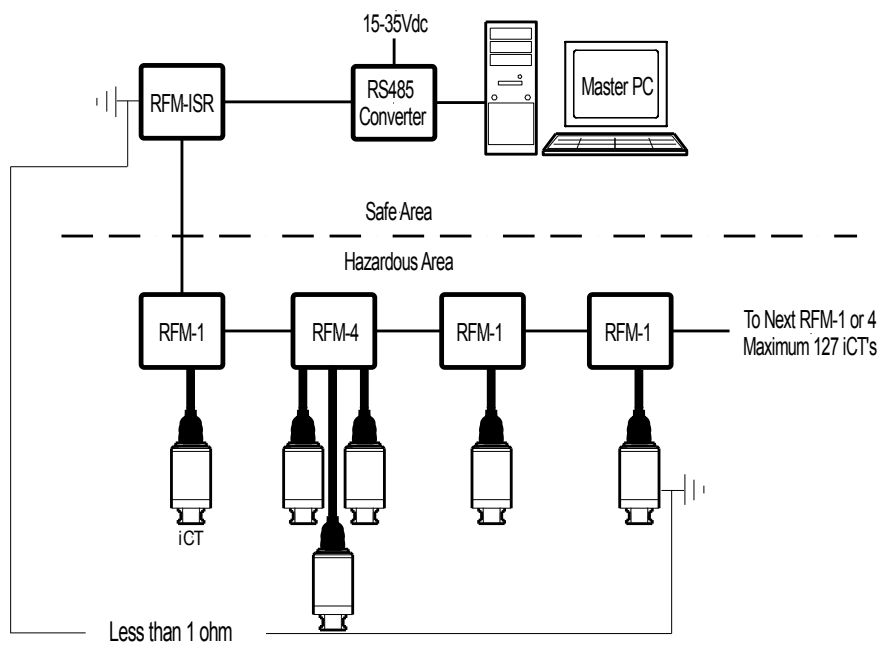 15-35Vdc
RFM-ISR
RS485
Converter
Master PC
Safe Area
Hazardous Area
RFM-1
RFM-4
RFM-1
RFM-1
To Next RFM-1 or 4
Maximum 127 iCT's
iCT
Less than 1 ohm